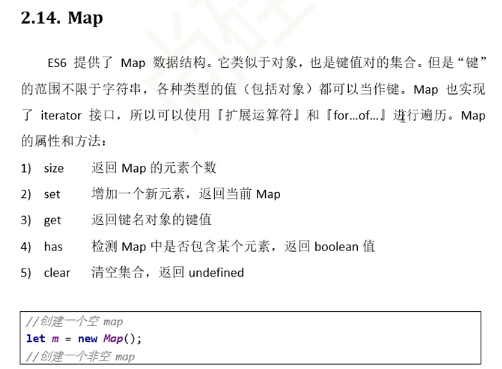 2.14. Map
ES6 提供了 Map 数据结构。它类似于对象，也是键值对的集合。但是“键”
的范围不限于字符串，各种类型的值（包括对象）都可以当作键。Map 也实现
了 iterator 接口，所以可以使用『扩展运算符』和『for…of…』进行遍历。Map
的属性和方法：
1) size 返回 Map 的元素个数
2) set 增加一个新元素，返回当前 Map
3) get 返回键名对象的键值
4) has 检测 Map 中是否包含某个元素，返回 boolean 值
5) clear 清空集合，返回 undefined
//创建一个空 map
let m = new Map();
//创建一个非空 map